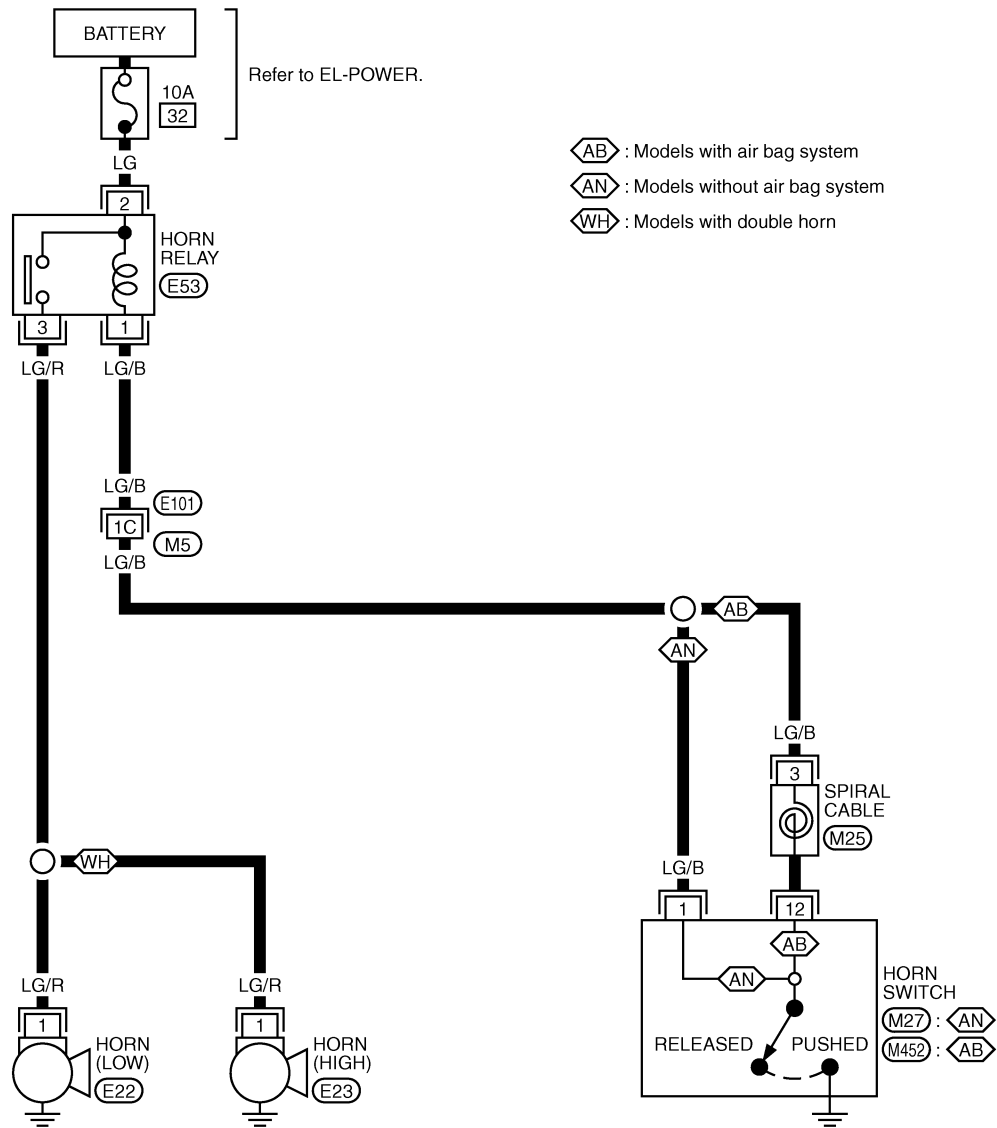 BATTERY
Refer to EL-POWER.
10A
32
LG
2
HORN
RELAY
E53
3
1
LG/R
LG/B
AB : Models with air bag system
AN : Models without air bag system
WH : Models with double horn
LG/B
E101
1C
M5
LG/B
AB
AN
LG/B
3
SPIRAL
CABLE
M25
WH
LG/B
1
12
AB
AN
HORN
SWITCH
M27 : AN
M452 : AB
RELEASED
PUSHED
LG/R
1
HORN
(LOW)
E22
LG/R
1
HORN
(HIGH)
E23